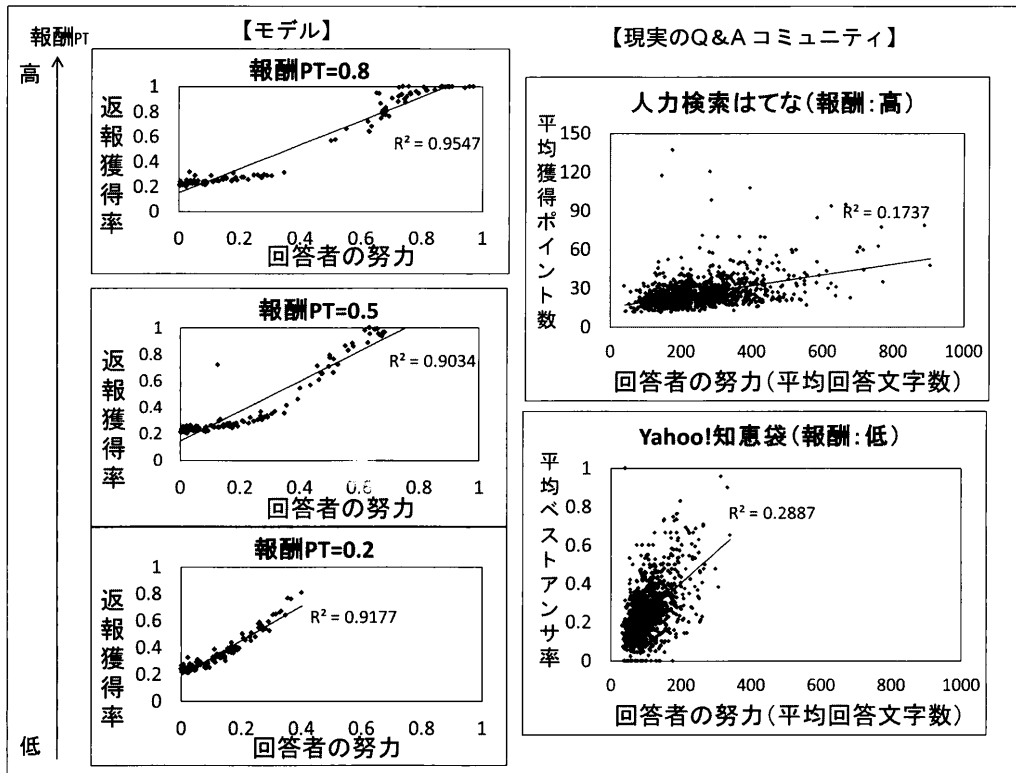 報酬PT
高
低
【モデル】
報酬PT=0.8
返報獲得率
1
0.8
0.6
0.4
0.2
0
R² = 0.9547
0 0.2 0.4 0.6 0.8 1
回答者の努力
報酬PT=0.5
返報獲得率
1
0.8
0.6
0.4
0.2
0
R² = 0.9034
0 0.2 0.4 0.6 0.8 1
回答者の努力
報酬PT=0.2
返報獲得率
1
0.8
0.6
0.4
0.2
0
R² = 0.9177
0 0.2 0.4 0.6 0.8 1
回答者の努力
【現実のQ&Aコミュニティ】
人力検索はてな(報酬:高)
平均獲得ポイント数
150
120
90
60
30
0
R² = 0.1737
0 200 400 600 800 1000
回答者の努力(平均回答文字数)
Yahoo!知恵袋(報酬:低)
平均ベストアンサ率
1
0.8
0.6
0.4
0.2
0
R² = 0.2887
0 200 400 600 800 1000
回答者の努力(平均回答文字数)